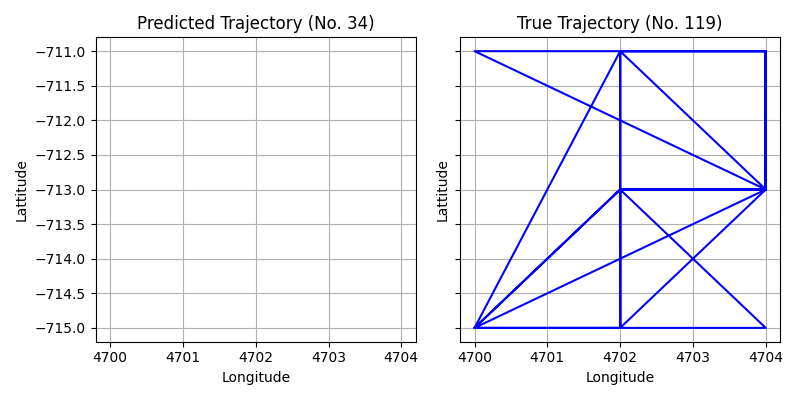 Predicted Trajectory (No. 34)
True Trajectory (No. 119)
Lattitude
−711.0
−711.5
−712.0
−712.5
−713.0
−713.5
−714.0
−714.5
−715.0
4700 4701 4702 4703 4704
Longitude
Lattitude
4700 4701 4702 4703 4704
Longitude